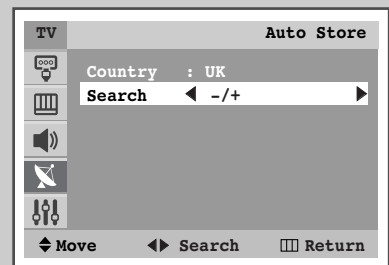 TV Auto Store
Country : UK
Search ◀ -/+ ▶
Move Search Return